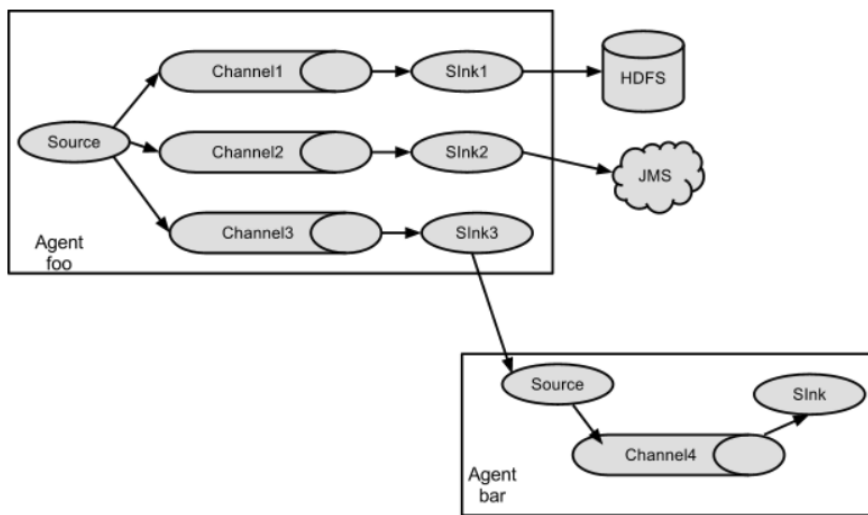 Channel1
SInk1
HDFS
Source
Channel2
SInk2
JMS
Channel3
SInk3
Agent
foo
Source
SInk
Channel4
Agent
bar